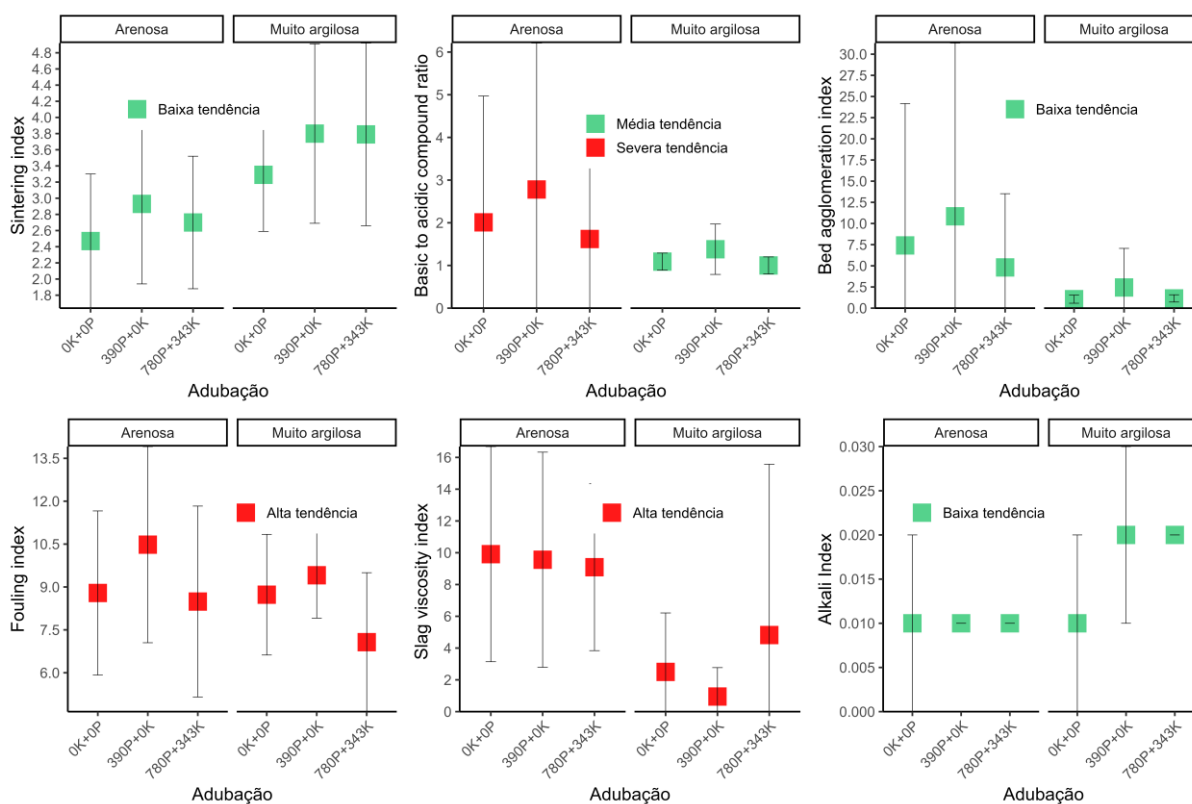 Arenosa
Muito argilosa
Sintering index
4.8
4.6
4.4
4.2
4.0
3.8
3.6
3.4
3.2
3.0
2.8
2.6
2.4
2.2
2.0
1.8
Baixa tendência
0K+0P
390P+0K
780P+343K
0K+0P
390P+0K
780P+343K
Adubação
Arenosa
Muito argilosa
Basic to acidic compound ratio
6
5
4
3
2
1
0
Média tendência
Severa tendência
0K+0P
390P+0K
780P+343K
0K+0P
390P+0K
780P+343K
Adubação
Arenosa
Muito argilosa
Bed agglomeration index
30.0
27.5
25.0
22.5
20.0
17.5
15.0
12.5
10.0
7.5
5.0
2.5
0.0
Baixa tendência
0K+0P
390P+0K
780P+343K
0K+0P
390P+0K
780P+343K
Adubação
Arenosa
Muito argilosa
Fouling index
13.5
12.0
10.5
9.0
7.5
6.0
Alta tendência
0K+0P
390P+0K
780P+343K
0K+0P
390P+0K
780P+343K
Adubação
Arenosa
Muito argilosa
Slag viscosity index
16
14
12
10
8
6
4
2
0
Alta tendência
0K+0P
390P+0K
780P+343K
0K+0P
390P+0K
780P+343K
Adubação
Arenosa
Muito argilosa
Alkali Index
0.030
0.025
0.020
0.015
0.010
0.005
0.000
Baixa tendência
0K+0P
390P+0K
780P+343K
0K+0P
390P+0K
780P+343K
Adubação